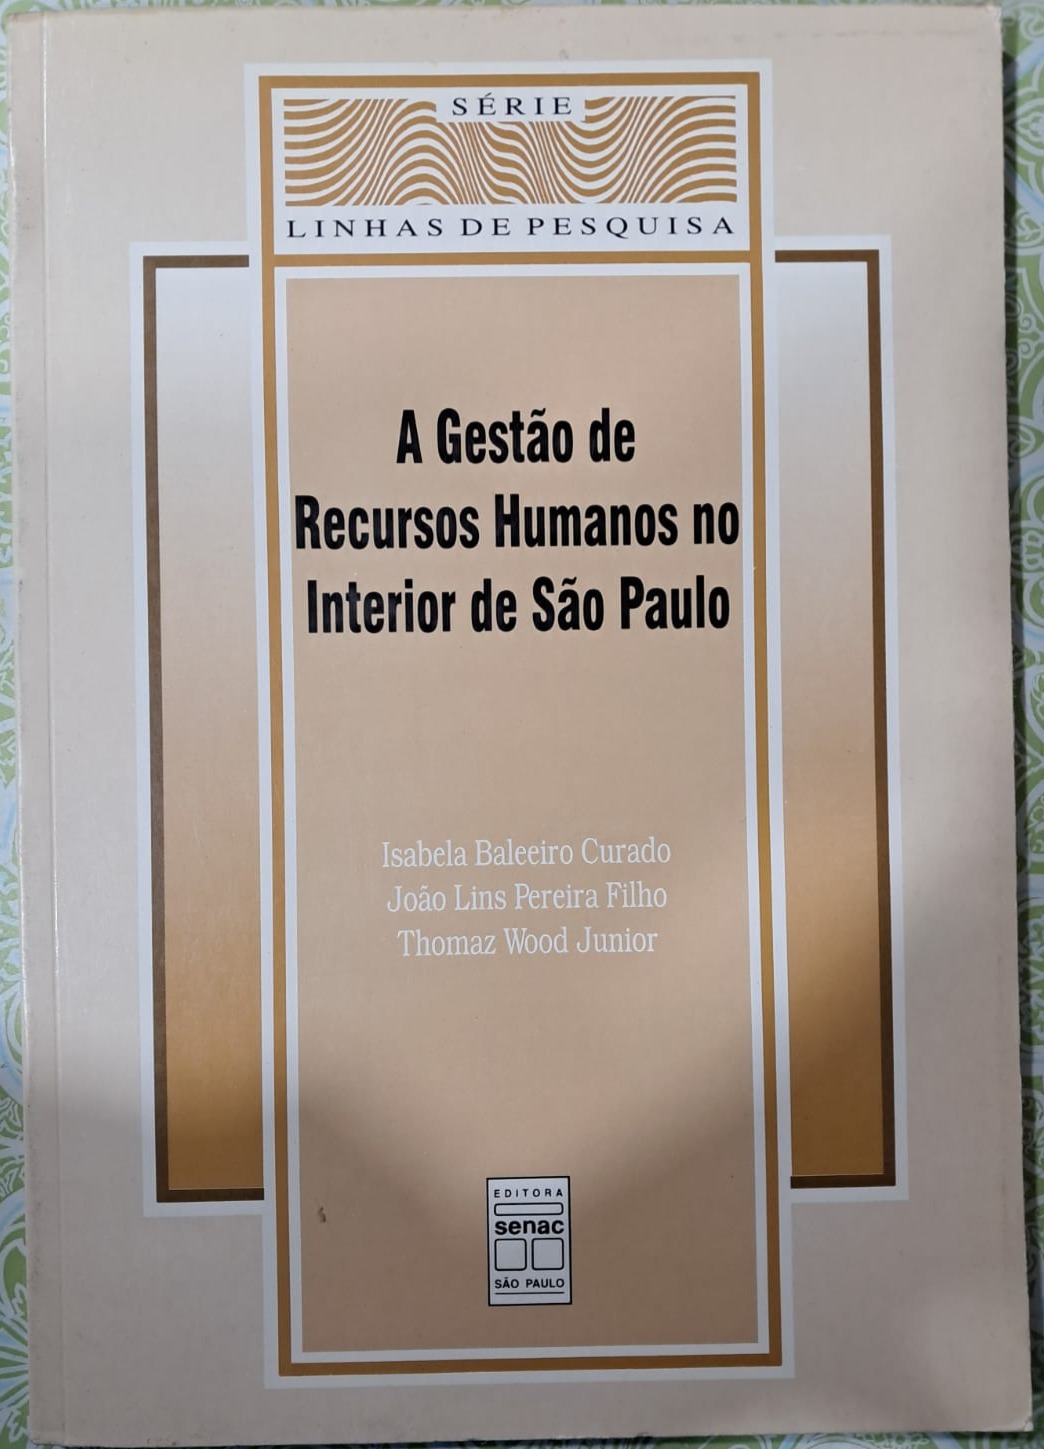 SÉRIE
LINHAS DE PESQUISA
A Gestão de
Recursos Humanos no
Interior de São Paulo
Isabela Baleeiro Curado
João Lins Pereira Filho
Thomaz Wood Junior
EDITORA
senac
SÃO PAULO